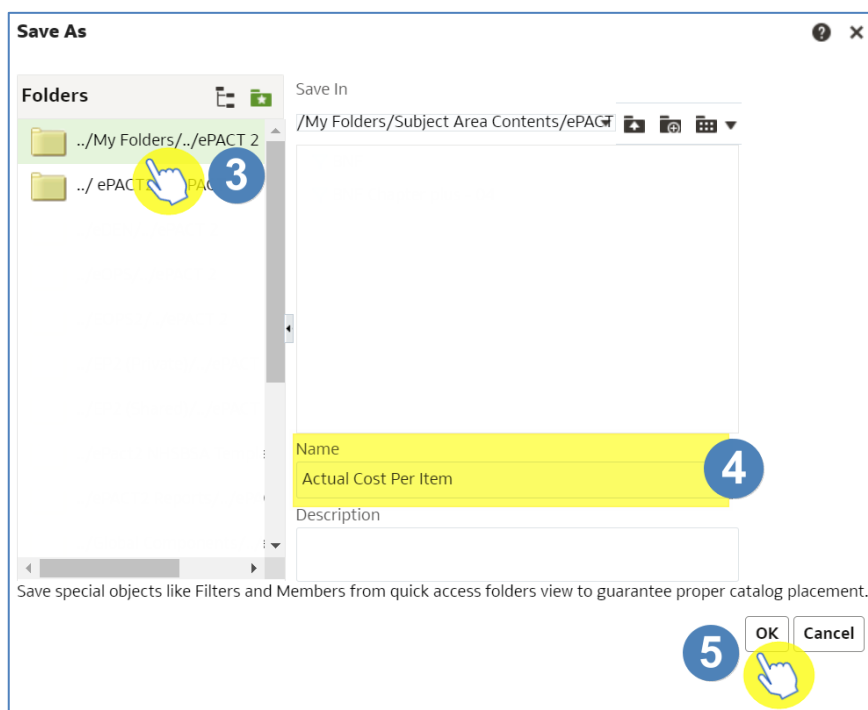 Save As
Folders
Save In
/My Folders/Subject Area Contents/ePACT
../My Folders/../ePACT 2
3
../ ePACT
Name
4
Actual Cost Per Item
Description
Save special objects like Filters and Members from quick access folders view to guarantee proper catalog placement.
5
OK
Cancel